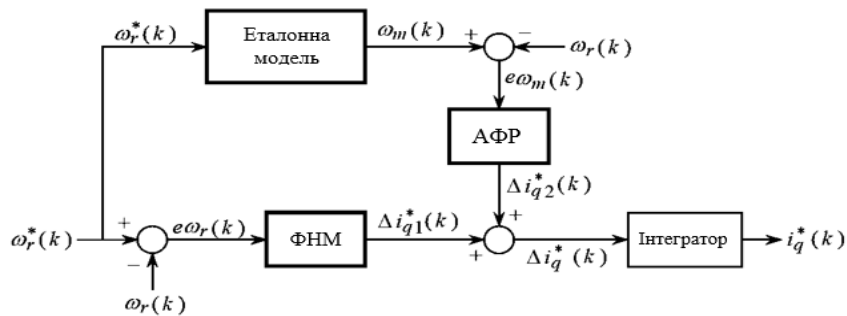 ω*r(k) Еталонна модель ωm(k) + − ωr(k)
eωm(k)
АФР
Δi*q2(k)
+
ω*r(k) + eωr(k) ФНМ Δi*q1(k) + Δi*q (k) Інтегратор i*q(k)
−
ωr(k)